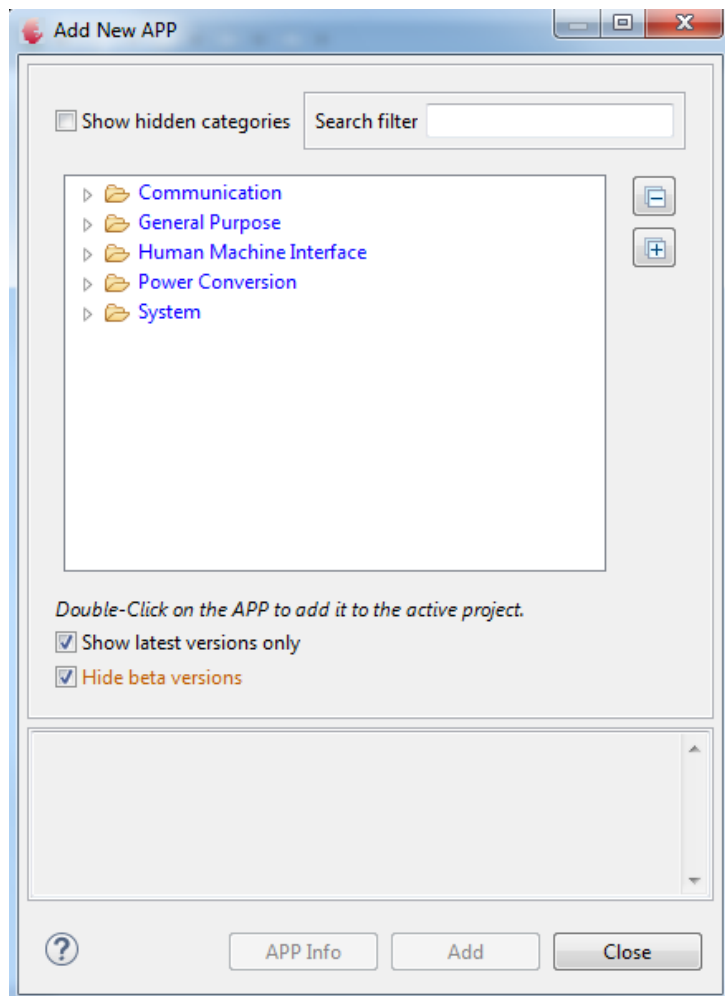 Add New APP
Show hidden categories
Search filter
Communication
General Purpose
Human Machine Interface
Power Conversion
System
Double-Click on the APP to add it to the active project.
Show latest versions only
Hide beta versions
? APP Info Add Close